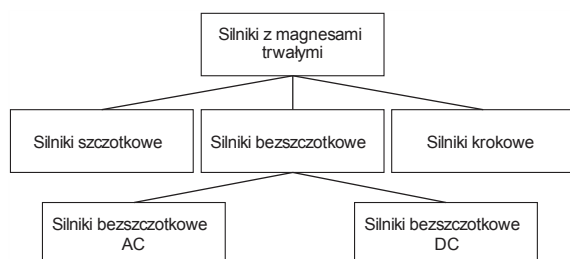 Silniki z magnesami
trwałymi
Silniki szczotkowe
Silniki bezszczotkowe
Silniki krokowe
Silniki bezszczotkowe
AC
Silniki bezszczotkowe
DC